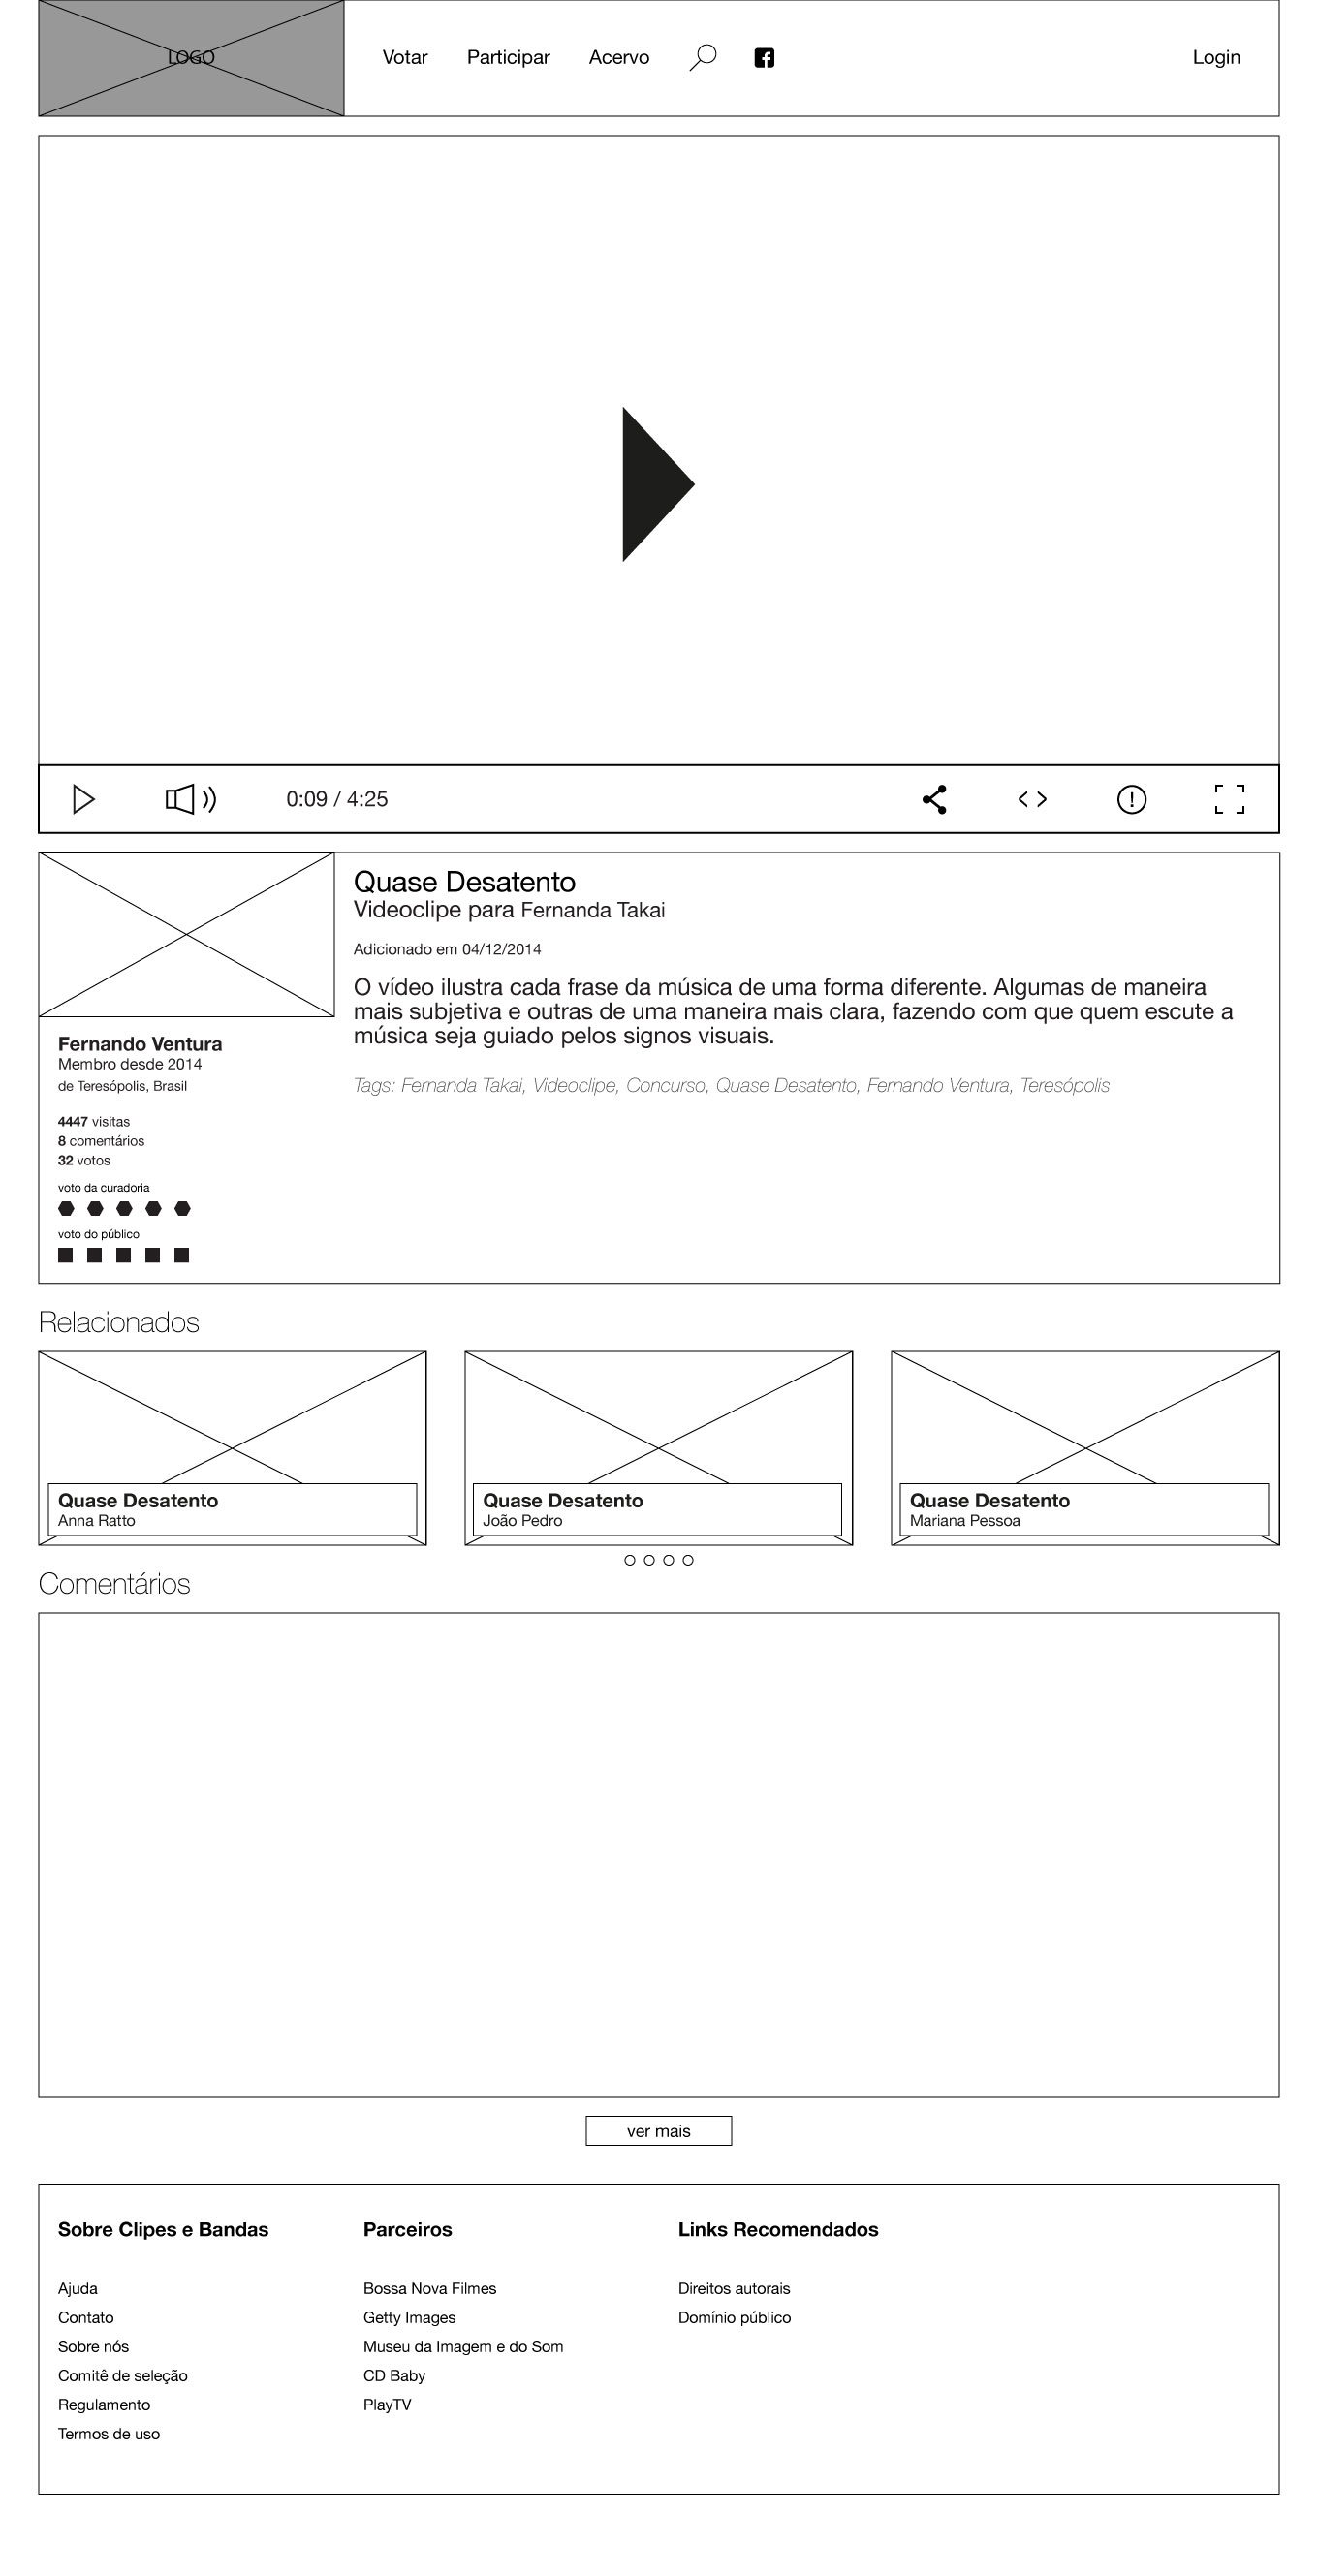 LOGO
Votar
Participar
Acervo
Login
0:09 / 4:25
Quase Desatento
Videoclipe para Fernanda Takai
Adicionado em 04/12/2014
O vídeo ilustra cada frase da música de uma forma diferente. Algumas de maneira
mais subjetiva e outras de uma maneira mais clara, fazendo com que quem escute a
música seja guiado pelos signos visuais.
Tags: Fernanda Takai, Videoclipe, Concurso, Quase Desatento, Fernando Ventura, Teresópolis
Fernando Ventura
Membro desde 2014
de Teresópolis, Brasil
4447 visitas
8 comentários
32 votos
voto da curadoria
voto do público
Relacionados
Quase Desatento
Anna Ratto
Quase Desatento
João Pedro
Quase Desatento
Mariana Pessoa
Comentários
ver mais
Sobre Clipes e Bandas
Ajuda
Contato
Sobre nós
Comitê de seleção
Regulamento
Termos de uso
Parceiros
Bossa Nova Filmes
Getty Images
Museu da Imagem e do Som
CD Baby
PlayTV
Links Recomendados
Direitos autorais
Domínio público